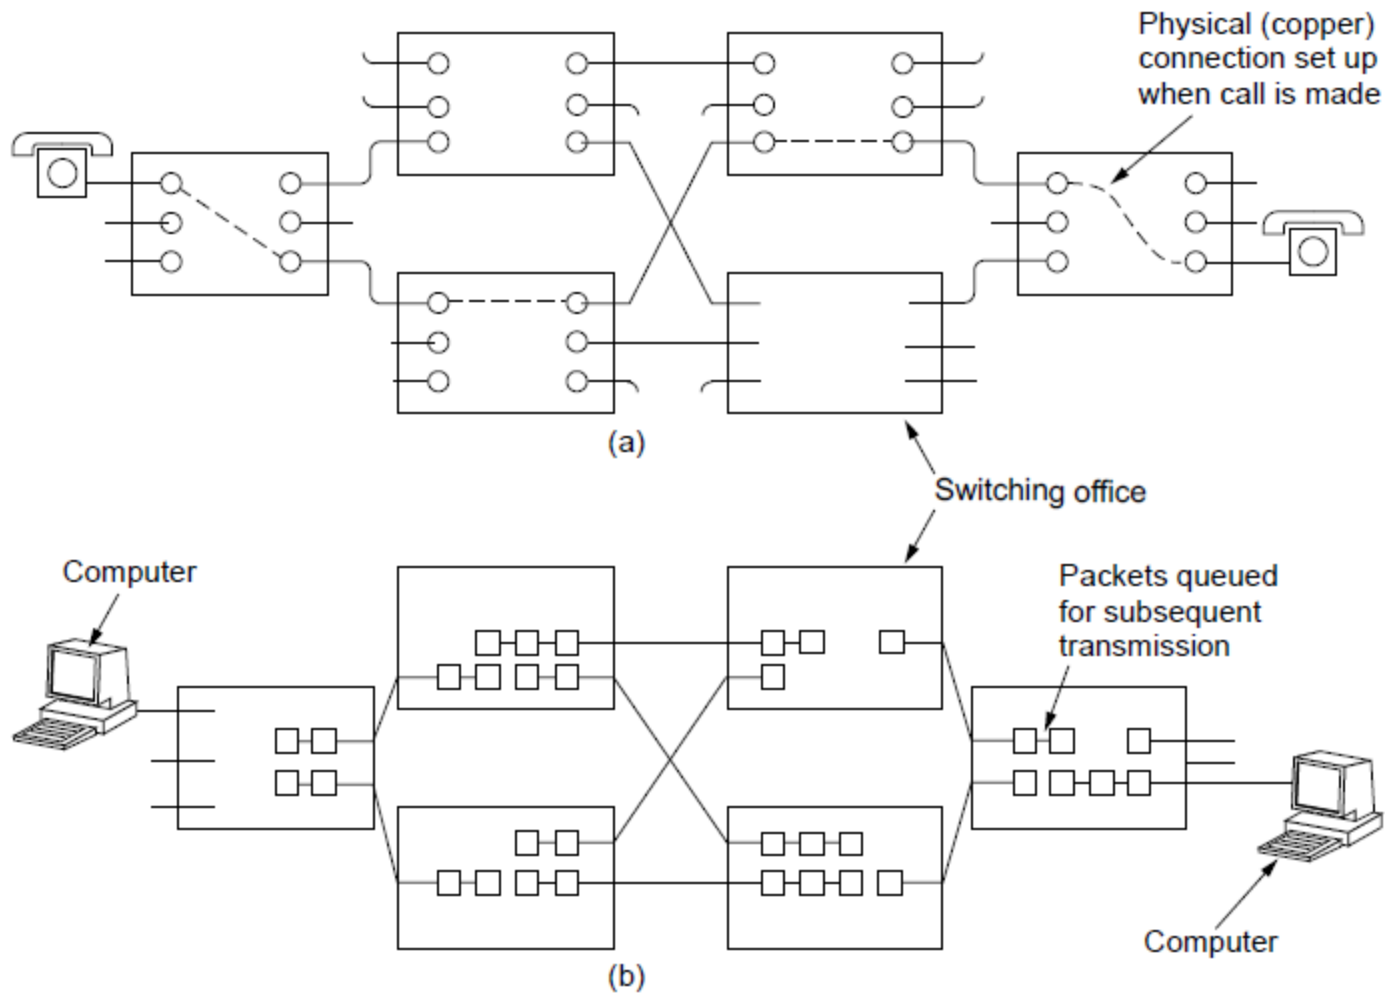 Physical (copper)
connection set up
when call is made
(a)
Switching office
Computer
Packets queued
for subsequent
transmission
Computer
(b)